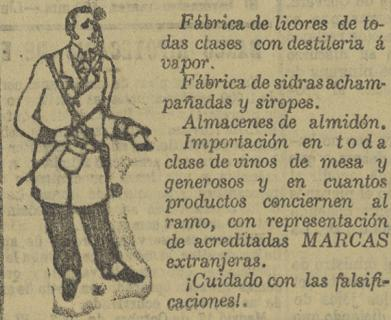 Fábrica de licores de to-
das clases con destileria á
vapor.
Fábrica de sidras acham-
pañadas y siropes.
Almacenes de almidón.
Importación en toda
clase de vinos de mesa y
generosos y en cuantos
productos conciernen al
ramo, con representación
de acreditadas MARCAS
extranjeras.
¡Cuidado con las falsifi-
caciones!.